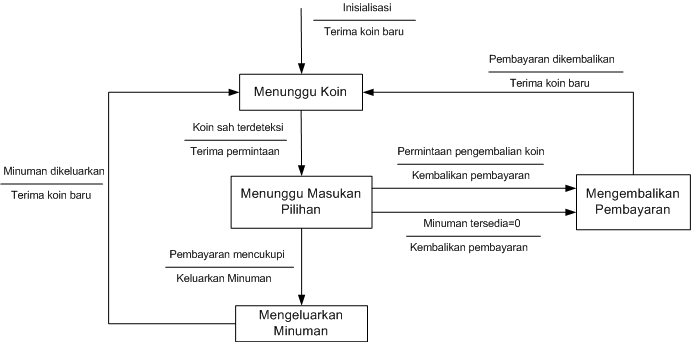 Inisialisasi
Terima koin baru
Pembayaran dikembalikan
Terima koin baru
Menunggu Koin
Koin sah terdeteksi
Terima permintaan
Permintaan pengembalian koin
Kembalikan pembayaran
Minuman dikeluarkan
Terima koin baru
Menunggu Masukan
Pilihan
Mengembalikan
Pembayaran
Minuman tersedia=0
Kembalikan pembayaran
Pembayaran mencukupi
Keluarkan Minuman
Mengeluarkan
Minuman